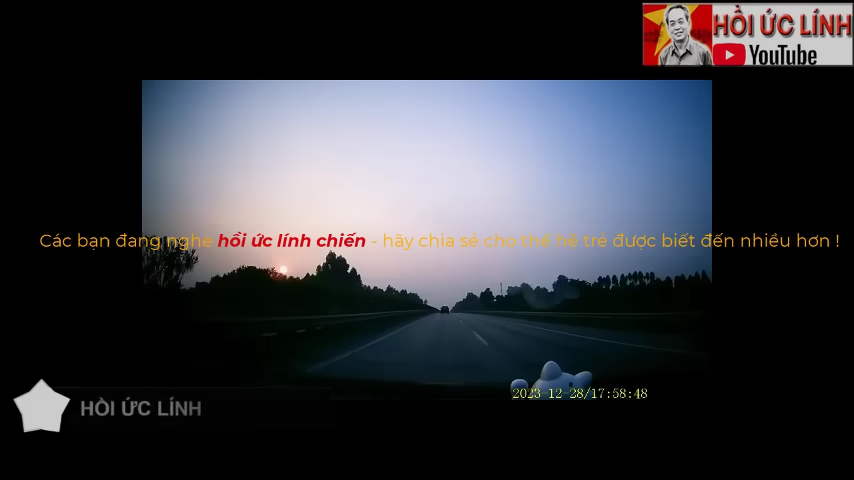 HỒI ỨC LÍNH
YouTube
Các bạn đang nghe hồi ức lính chiến - hãy chia sẻ cho thế hệ trẻ được biết đến nhiều hơn !
2023-12-28/17:58:48
HỒI ỨC LÍNH